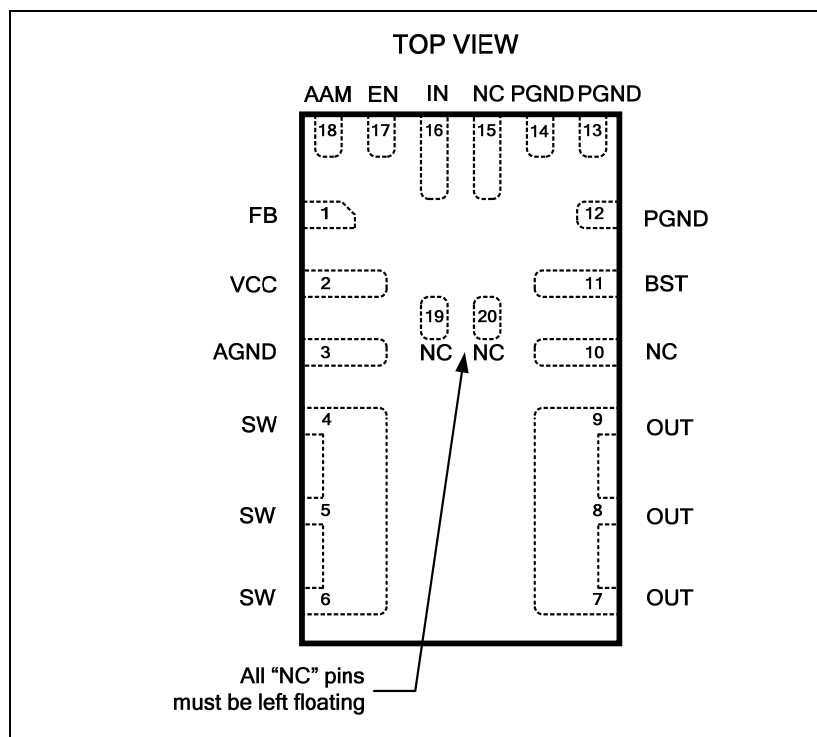 TOP VIEW
AAM EN IN NC PGND PGND
18 17 16 15 14 13
FB 1 12 PGND
VCC 2 11 BST
19 20
AGND 3 NC NC 10 NC
SW 4 9 OUT
SW 5 8 OUT
SW 6 7 OUT
All “NC” pins
must be left floating